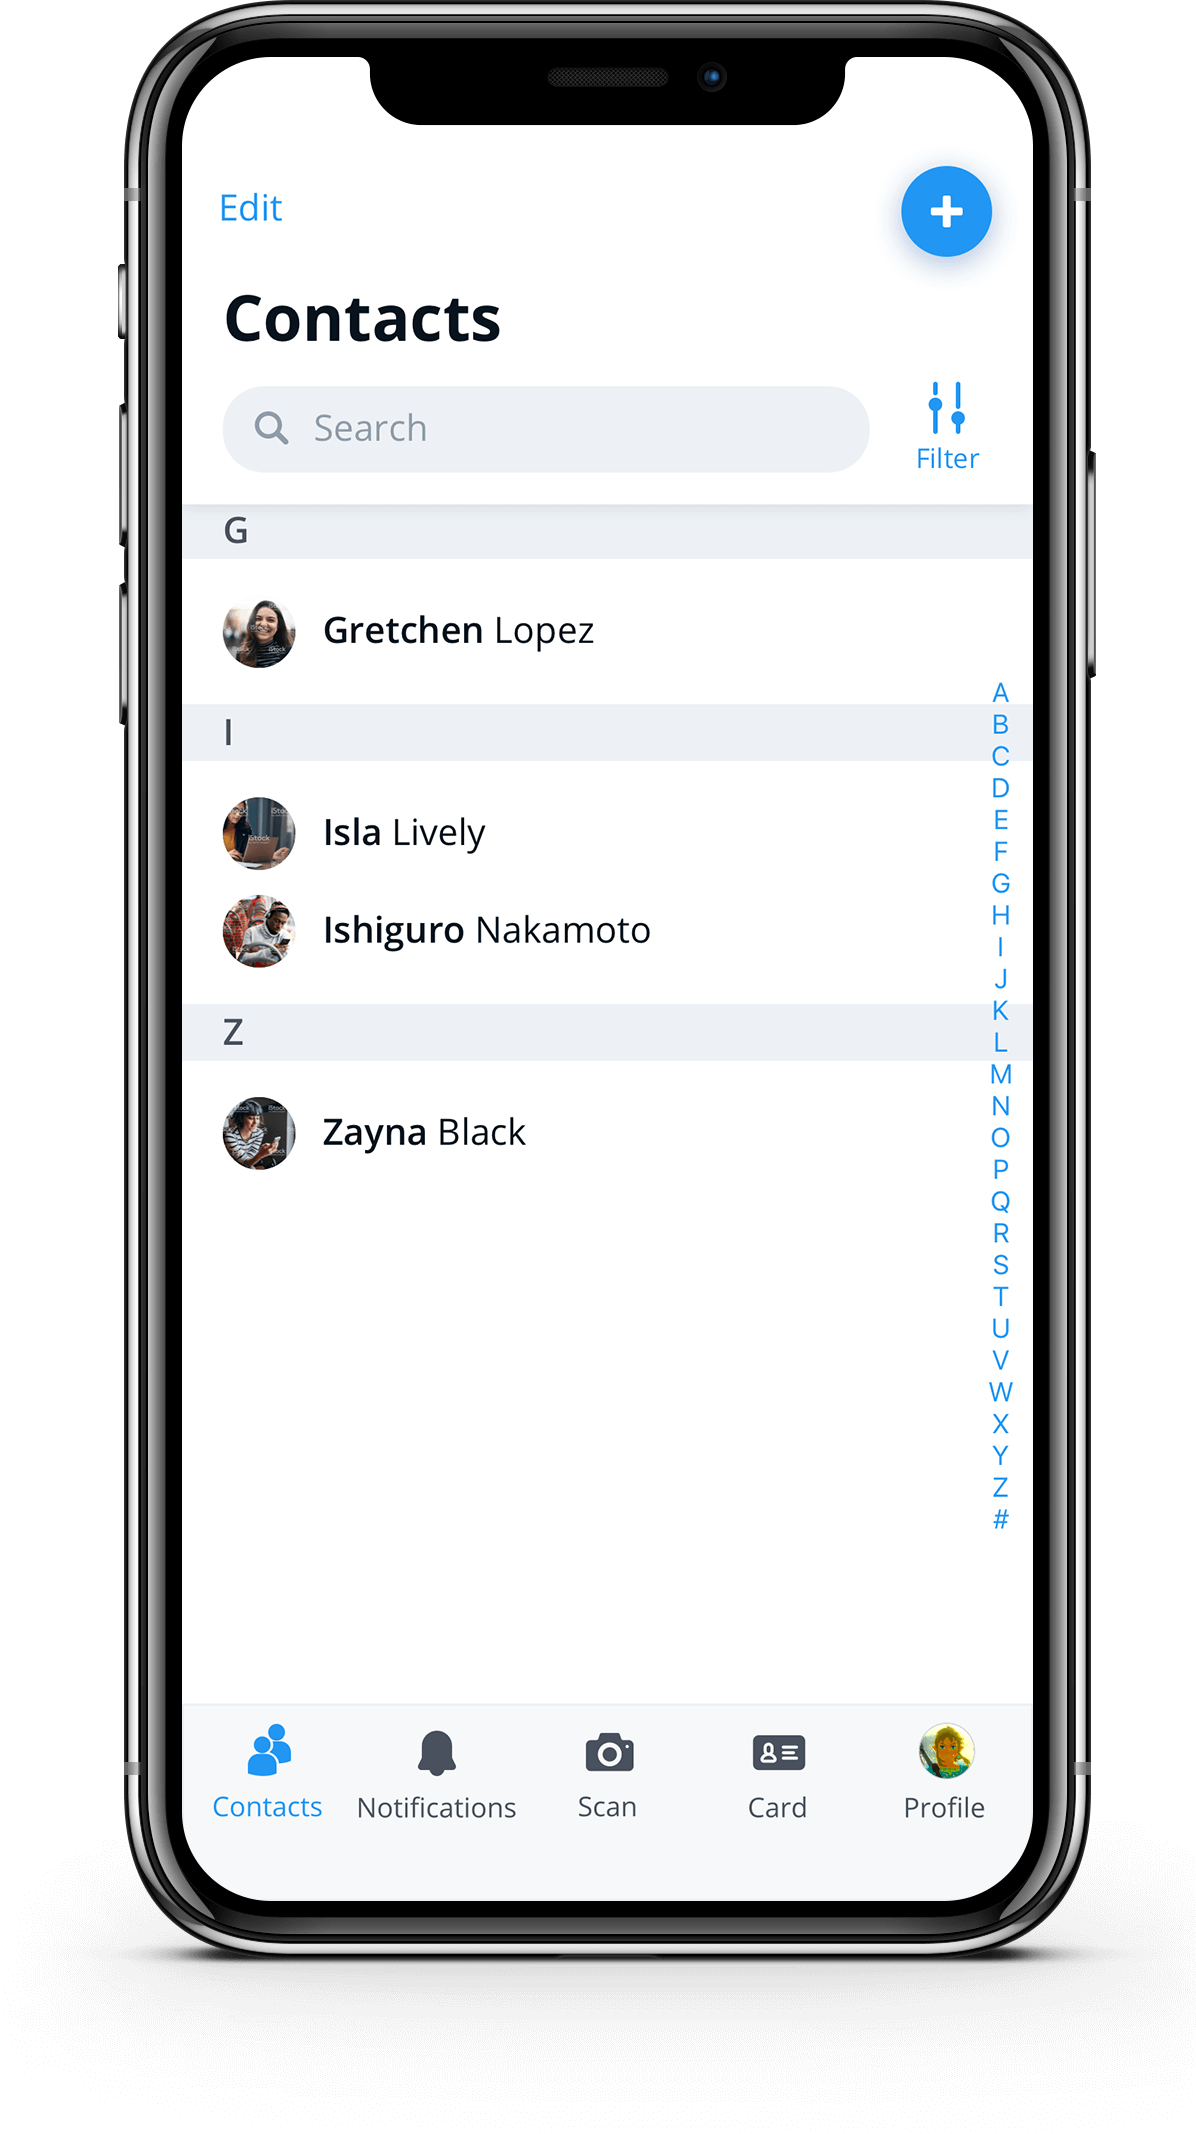 Edit
Contacts
Search
Filter
G
Gretchen Lopez
I
Isla Lively
Ishiguro Nakamoto
Z
Zayna Black
A
B
C
D
E
F
G
H
I
J
K
L
M
N
O
P
Q
R
S
T
U
V
W
X
Y
Z
#
Contacts
Notifications
Scan
Card
Profile